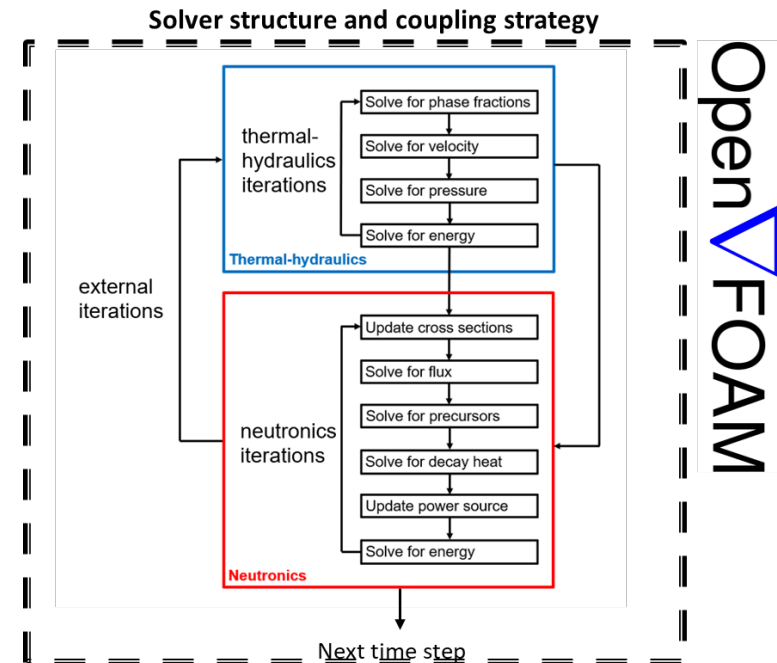 Solver structure and coupling strategy
Solve for phase fractions
thermal-
hydraulics
iterations
Solve for velocity
Solve for pressure
Solve for energy
Thermal-hydraulics
external
iterations
Update cross sections
Solve for flux
Solve for precursors
neutronics
iterations
Solve for decay heat
Update power source
Solve for energy
Neutronics
Next time step
Open FOAM